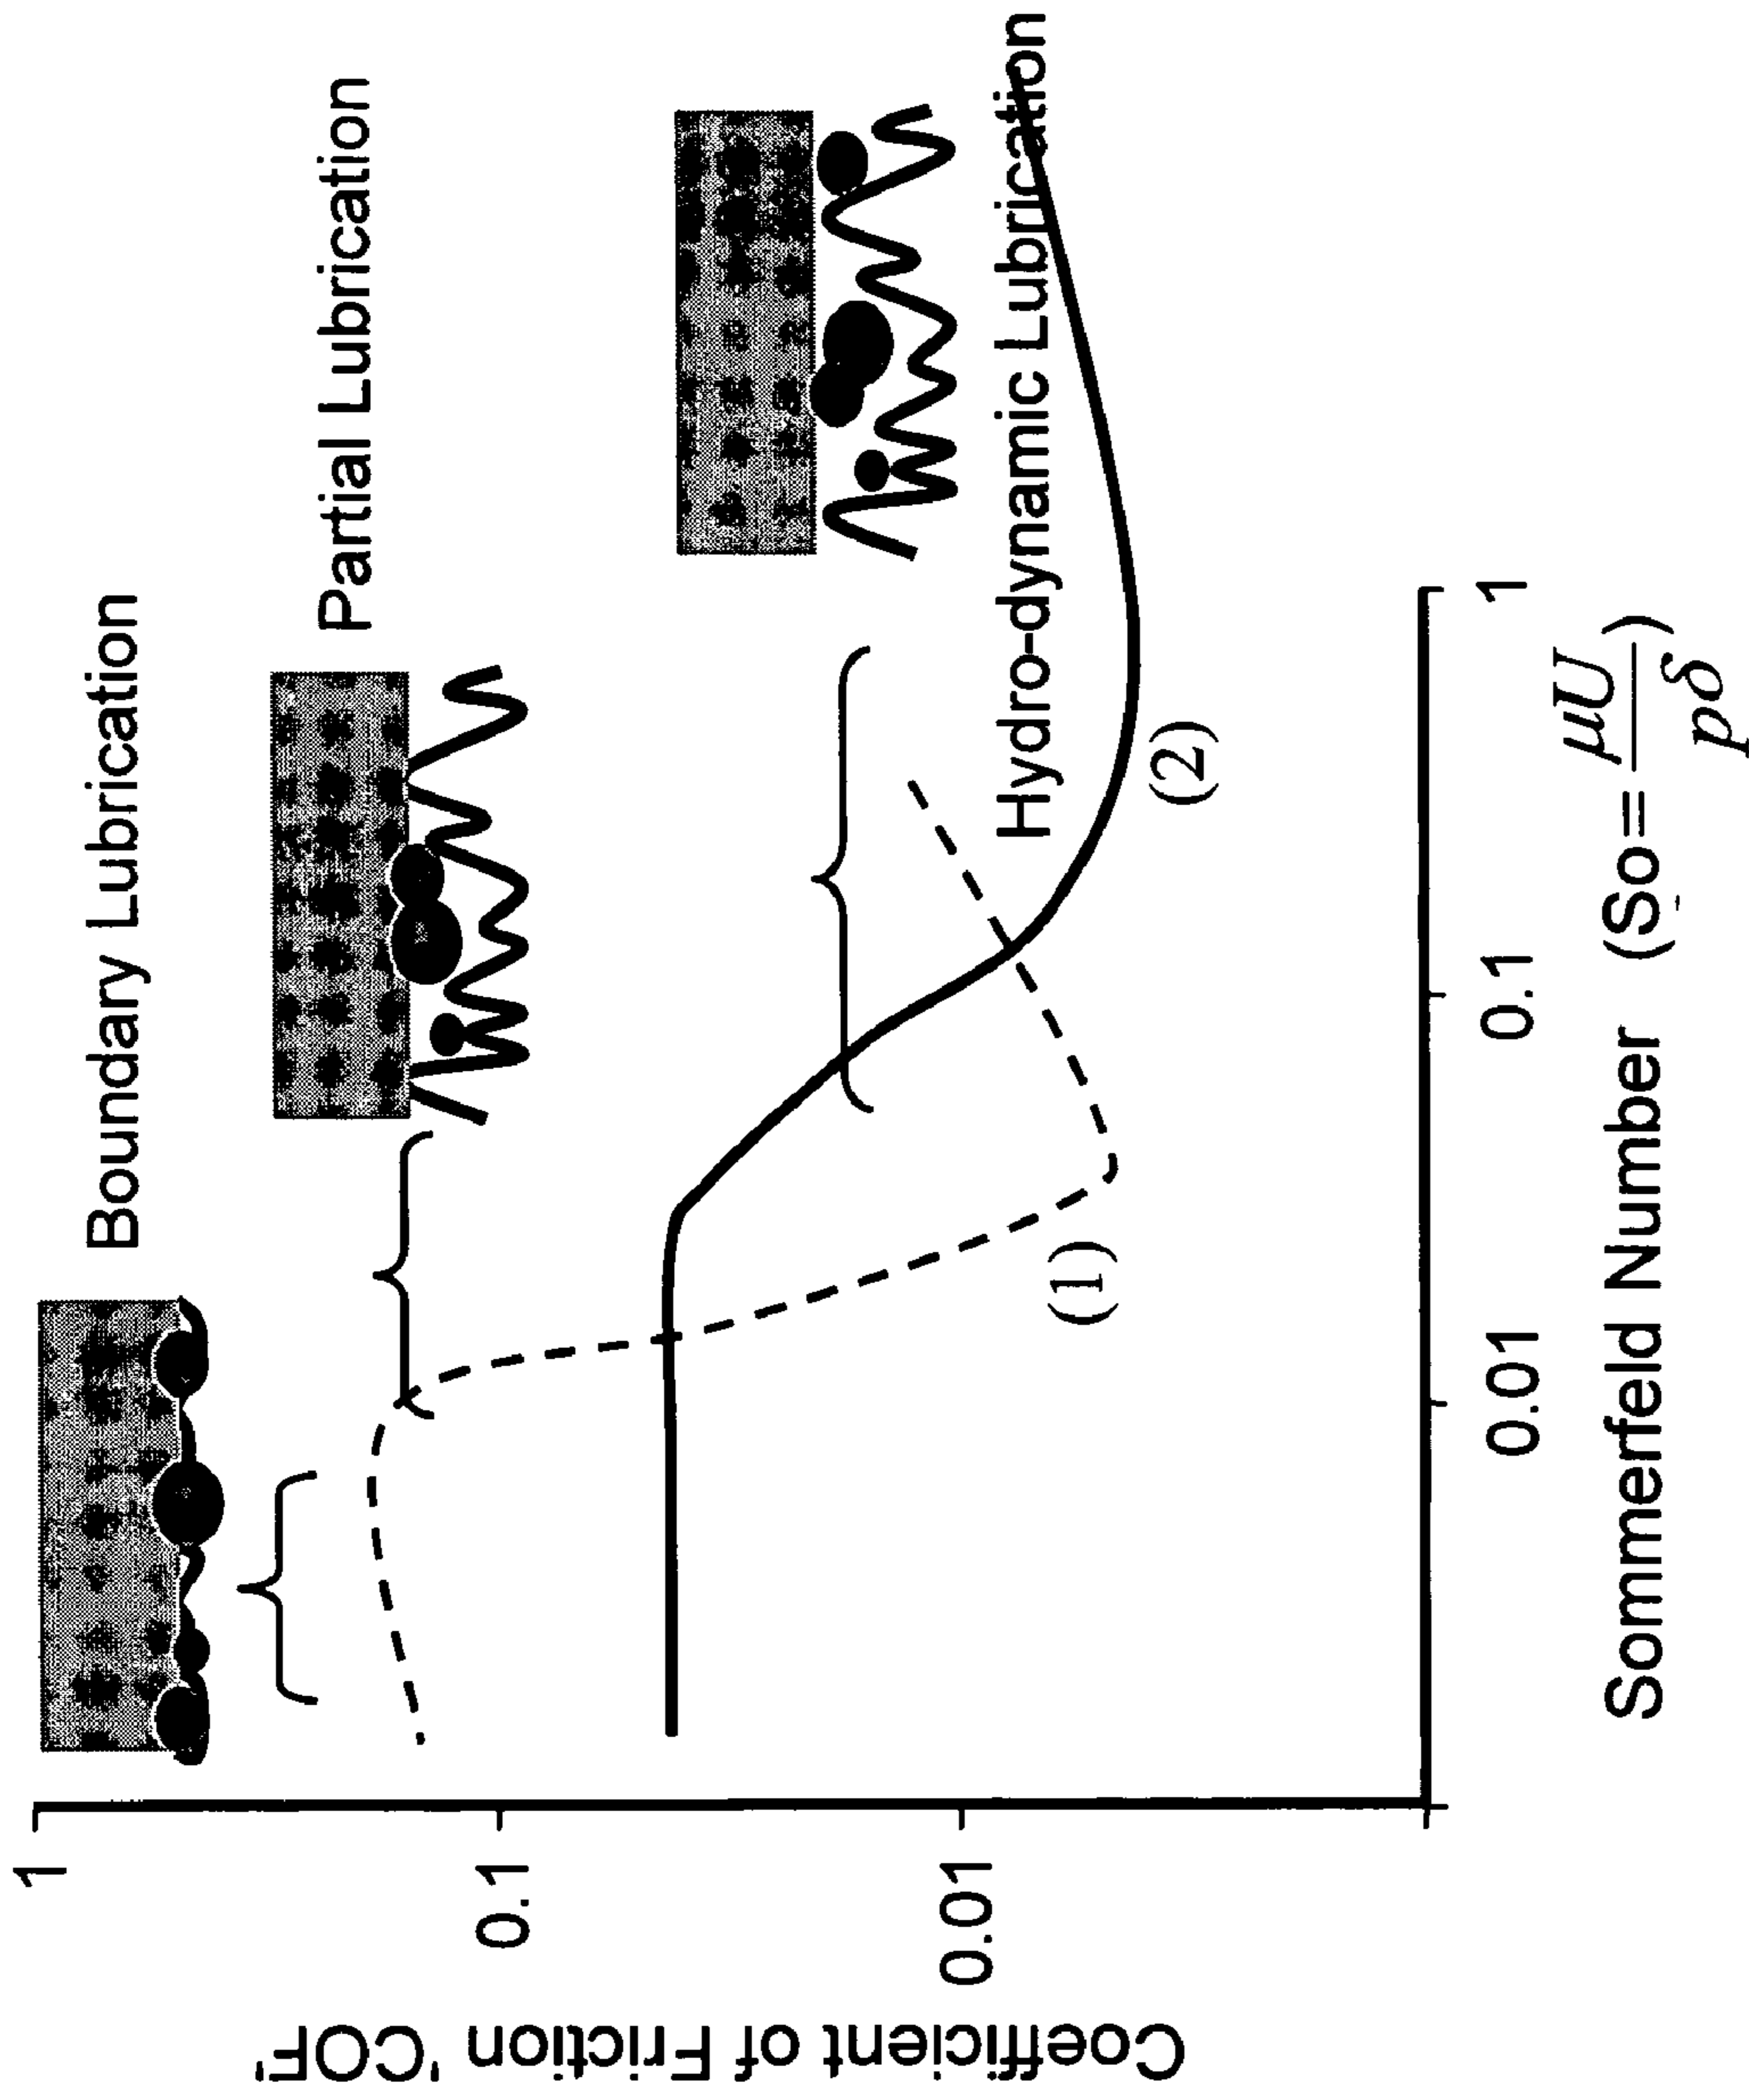 Boundary Lubrication
Partial Lubrication
Hydro-dynamic Lubrication
1
0.1
0.01
Coefficient of Friction 'COF'
(1)
(2)
0.01
0.1
1
Sommerfeld Number (So = μU / pδ)